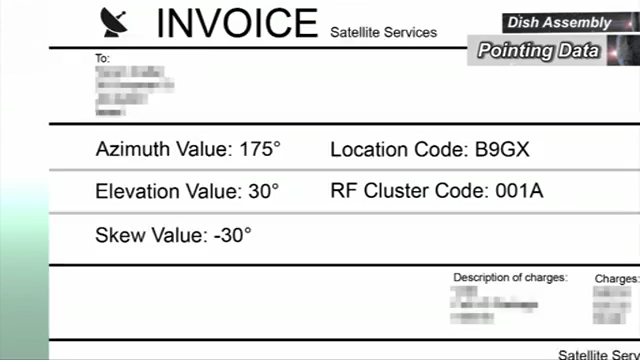 INVOICE Satellite Services
Dish Assembly
Pointing Data
To:
Azimuth Value: 175° Location Code: B9GX
Elevation Value: 30° RF Cluster Code: 001A
Skew Value: -30°
Description of charges: Charges:
Satellite Serv